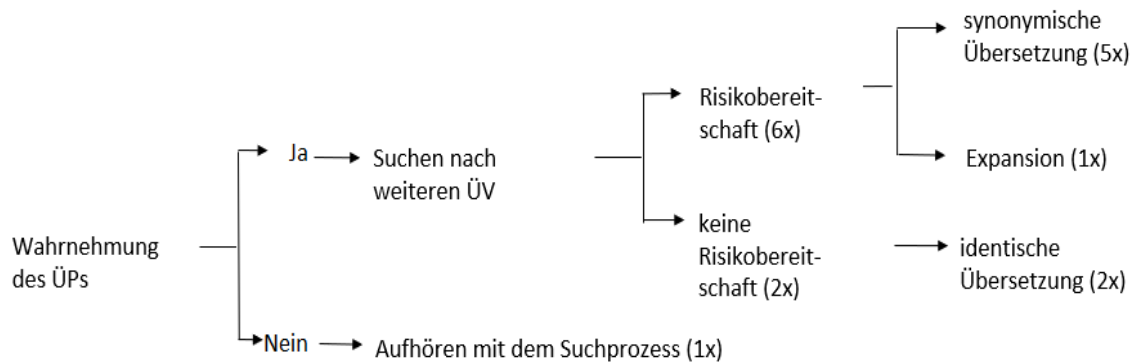 Wahrnehmung
des ÜPs
Ja
Suchen nach
weiteren ÜV
Risikobereit-
schaft (6x)
synonymische
Übersetzung (5x)
Expansion (1x)
keine
Risikobereit-
schaft (2x)
identische
Übersetzung (2x)
Nein
Aufhören mit dem Suchprozess (1x)